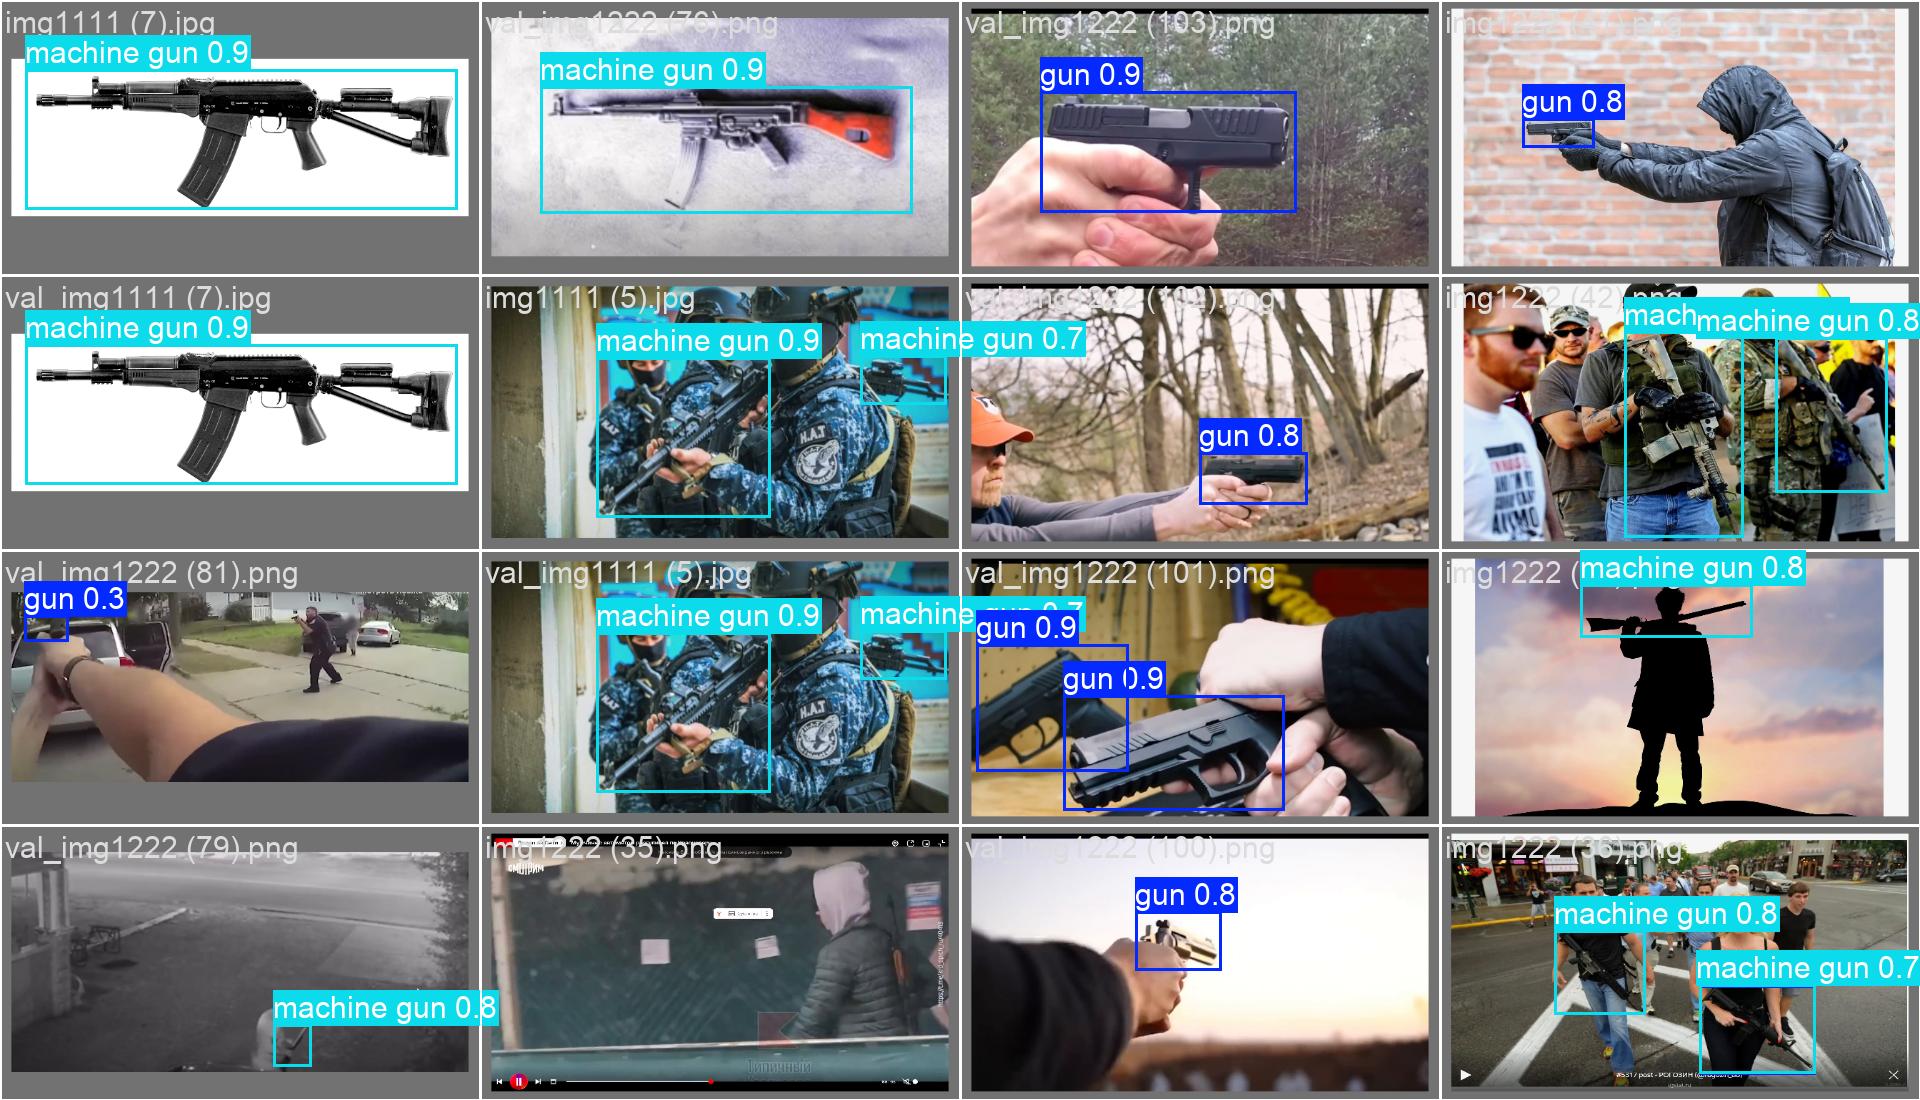 img1111 (7).jpg
machine gun 0.9
val_img1222 (76).png
machine gun 0.9
val_img1222 (103).png
gun 0.9
gun 0.8
val_img1111 (7).jpg
machine gun 0.9
img1111 (5).jpg
machine gun 0.9
machine gun 0.7
H.A.T
val_img1222 (102).png
gun 0.8
img1222 (42).png
mach
machine gun 0.8
val_img1222 (81).png
gun 0.3
val_img1111 (5).jpg
machine gun 0.9
machine 0.7
H.A.T
val_img1222 (101).png
gun 0.9
gun 0.9
img1222
machine gun 0.8
val_img1222 (79).png
machine gun 0.8
img1222 (35).png
СМОТРИМ
Типичный
val_img1222 (100).png
gun 0.8
img1222 (36).png
machine gun 0.8
machine gun 0.7